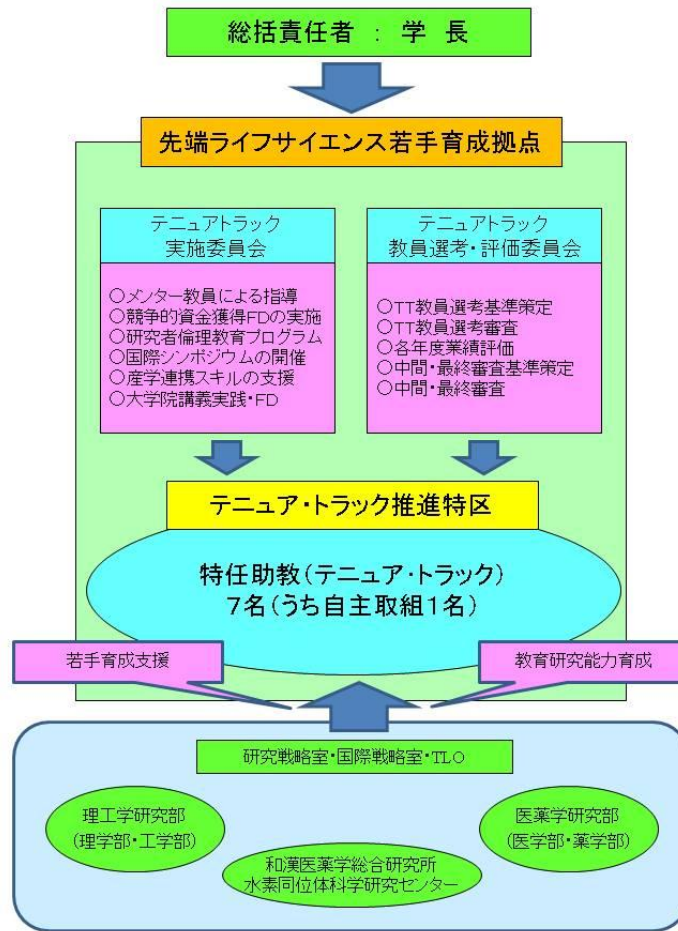 総括責任者 : 学 長
先端ライフサイエンス若手育成拠点
テニュアトラック
実施委員会
○メンター教員による指導
○競争的資金獲得FDの実施
○研究者倫理教育プログラム
○国際シンポジウムの開催
○産学連携スキルの支援
○大学院講義実践・FD
テニュアトラック
教員選考・評価委員会
○TT教員選考基準策定
○TT教員選考審査
○各年度業績評価
○中間・最終審査基準策定
○中間・最終審査
テニュア・トラック推進特区
特任助教(テニュア・トラック)
7名(うち自主取組1名)
若手育成支援
教育研究能力育成
研究戦略室・国際戦略室・TLO
理工学研究部
(理学部・工学部)
医薬学研究部
(医学部・薬学部)
和漢医薬学総合研究所
水素同位体科学研究センター